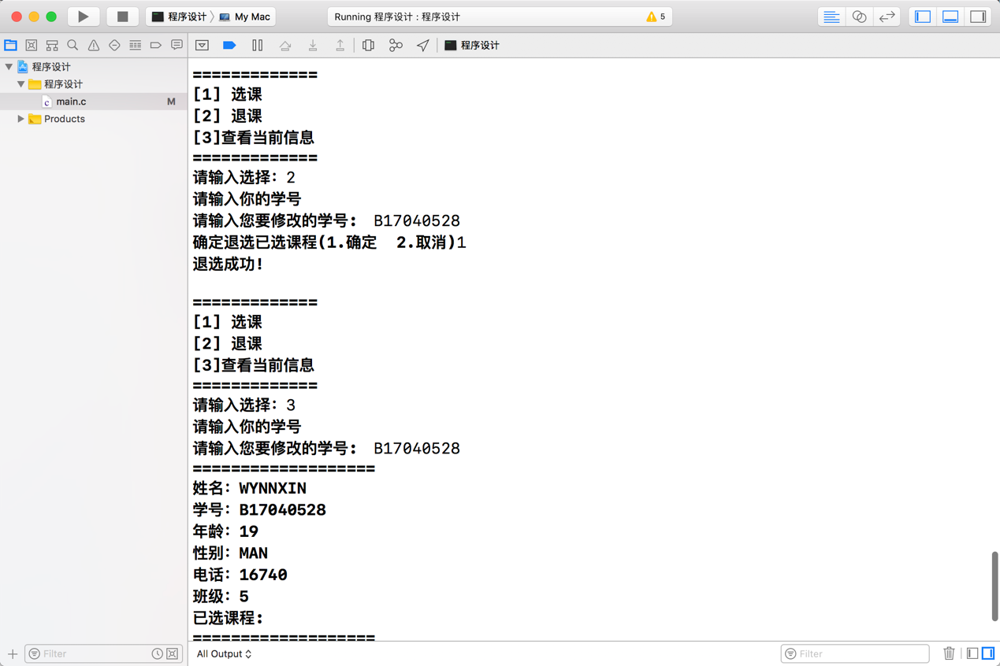 程序设计 〉 My Mac
Running 程序设计 : 程序设计
5
程序设计
程序设计
程序设计
main.c M
Products
=============
[1] 选课
[2] 退课
[3]查看当前信息
=============
请输入选择：2
请输入你的学号
请输入您要修改的学号： B17040528
确定退选已选课程(1.确定  2.取消)1
退选成功！
=============
[1] 选课
[2] 退课
[3]查看当前信息
=============
请输入选择：3
请输入你的学号
请输入您要修改的学号： B17040528
===================
姓名：WYNNXIN
学号：B17040528
年龄：19
性别：MAN
电话：16740
班级：5
已选课程：
===================
Filter
All Output
Filter